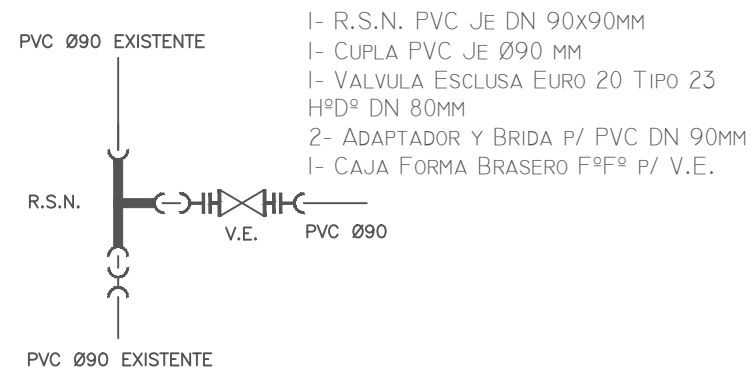 PVC Ø90 EXISTENTE
1- R.S.N. PVC JE DN 90X90MM
1- CUPLA PVC JE Ø90 MM
1- VALVULA ESCLUSA EURO 20 TIPO 23
HºDº DN 80MM
2- ADAPTADOR Y BRIDA P/ PVC DN 90MM
1- CAJA FORMA BRASERO FºFº P/ V.E.
R.S.N.
V.E.
PVC Ø90
PVC Ø90 EXISTENTE